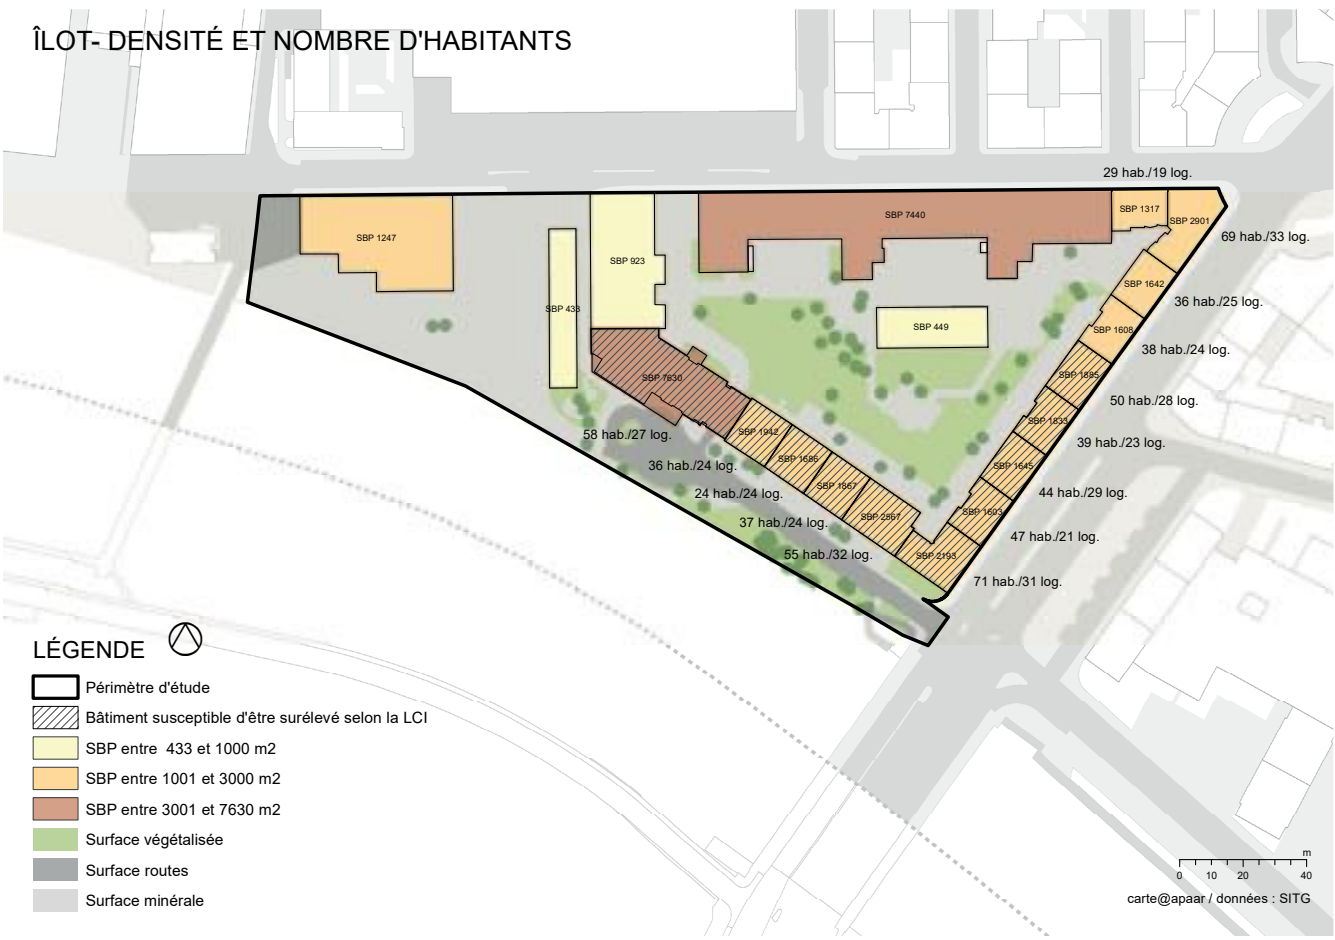 ÎLOT- DENSITÉ ET NOMBRE D'HABITANTS
29 hab./19 log.
SBP 1247
SBP 923
SBP 433
SBP 7440
SBP 1317
SBP 2901
69 hab./33 log.
SBP 1642
36 hab./25 log.
SBP 449
SBP 1608
38 hab./24 log.
SBP 7630
SBP 1885
50 hab./28 log.
SBP 1833
39 hab./23 log.
58 hab./27 log.
SBP 1942
SBP 1686
SBP 1645
36 hab./24 log.
SBP 1867
44 hab./29 log.
24 hab./24 log.
SBP 2567
SBP 1603
37 hab./24 log.
47 hab./21 log.
55 hab./32 log.
SBP 2193
71 hab./31 log.
LÉGENDE
Périmètre d'étude
Bâtiment susceptible d'être surélevé selon la LCI
SBP entre 433 et 1000 m2
SBP entre 1001 et 3000 m2
SBP entre 3001 et 7630 m2
Surface végétalisée
Surface routes
Surface minérale
m
0 10 20 40
carte@apaar / données : SITG